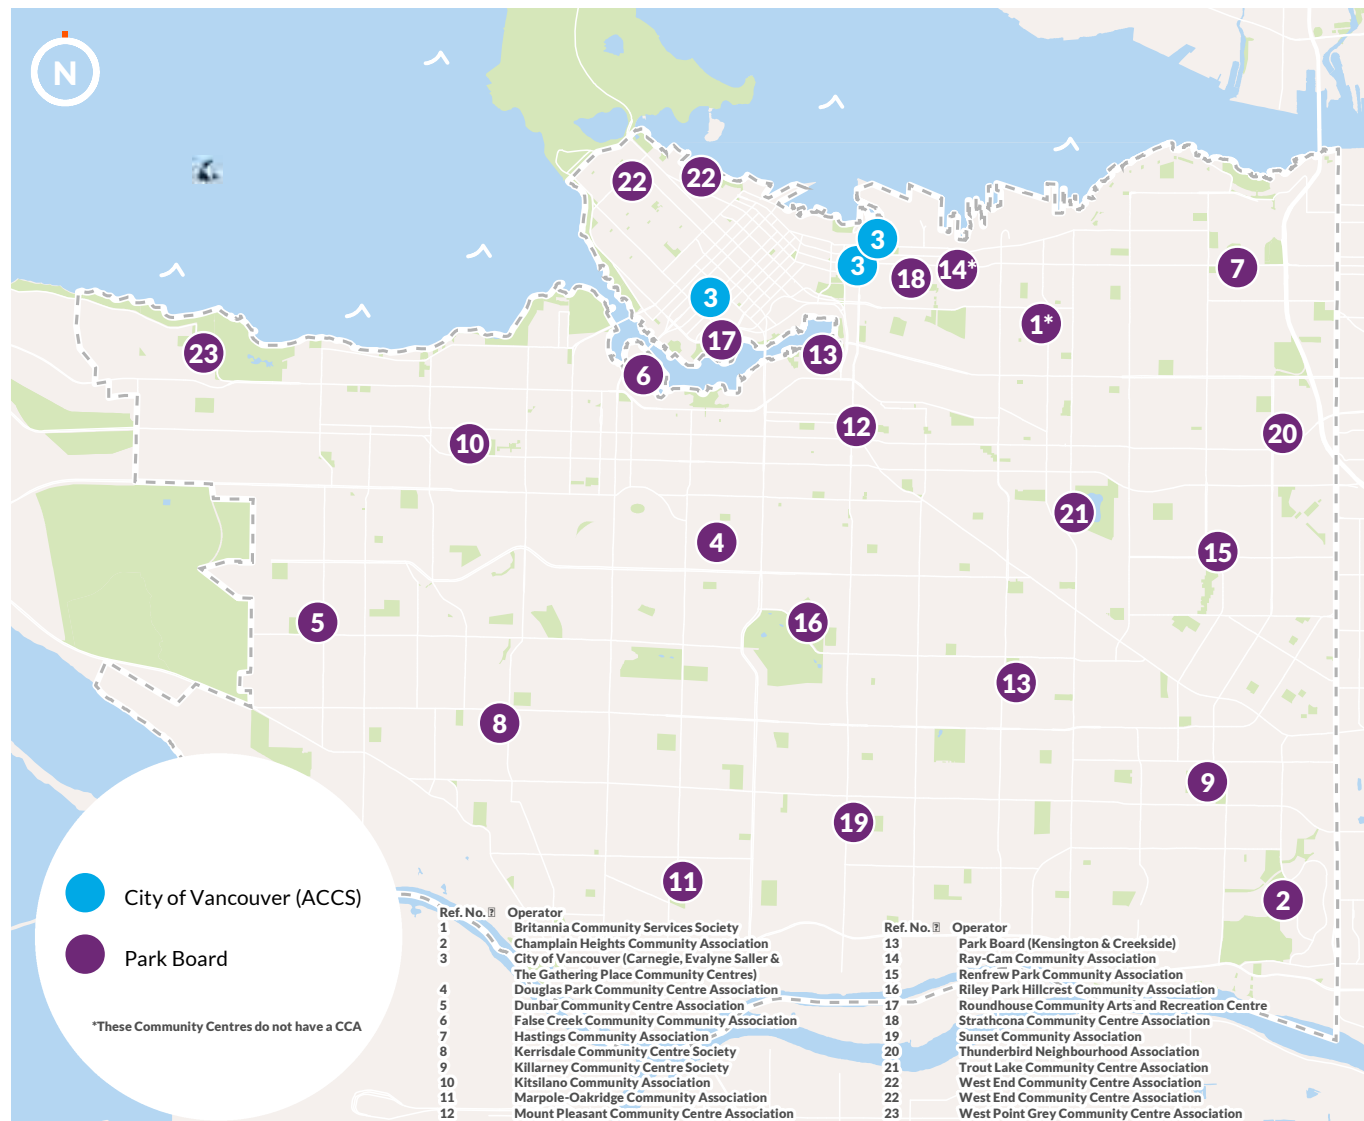 N
22
22
3
3
18
14*
7
3
1*
17
23
13
6
12
20
10
21
4
15
5
16
13
8
9
19
11
2
City of Vancouver (ACCS)
Park Board
*These Community Centres do not have a CCA
Ref. No. Operator
1 Britannia Community Services Society
2 Champlain Heights Community Association
3 City of Vancouver (Carnegie, Evalyne Saller &
The Gathering Place Community Centres)
4 Douglas Park Community Centre Association
5 Dunbar Community Centre Association
6 False Creek Community Community Association
7 Hastings Community Association
8 Kerrisdale Community Centre Society
9 Killarney Community Centre Society
10 Kitsilano Community Association
11 Marpole-Oakridge Community Association
12 Mount Pleasant Community Centre Association
Ref. No. Operator
13 Park Board (Kensington & Creekside)
14 Ray-Cam Community Association
15 Renfrew Park Community Association
16 Riley Park Hillcrest Community Association
17 Roundhouse Community Arts and Recreation Centre
18 Strathcona Community Centre Association
19 Sunset Community Association
20 Thunderbird Neighbourhood Association
21 Trout Lake Community Centre Association
22 West End Community Centre Association
22 West End Community Centre Association
23 West Point Grey Community Centre Association